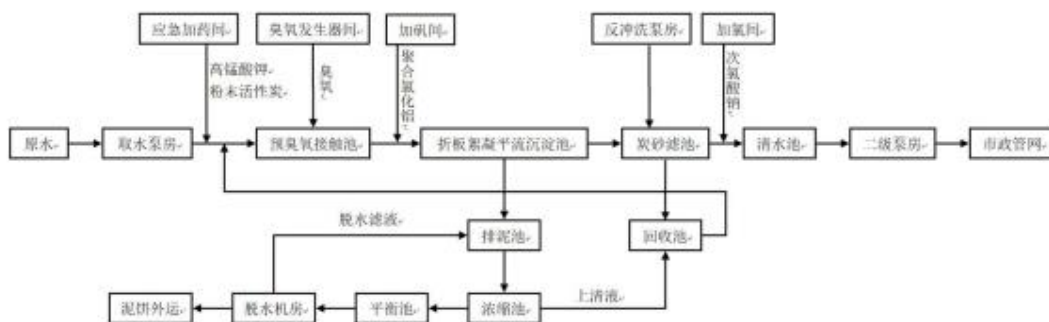 应急加药间
臭氧发生器间
加矾间
反冲洗泵房
加氯间
高锰酸钾
粉末活性炭
臭氧
聚合氯化铝
次氯酸钠
原水
取水泵房
预臭氧接触池
折板絮凝平流沉淀池
炭砂滤池
清水池
二级泵房
市政管网
脱水滤液
排泥池
回收池
泥饼外运
脱水机房
平衡池
浓缩池
上清液